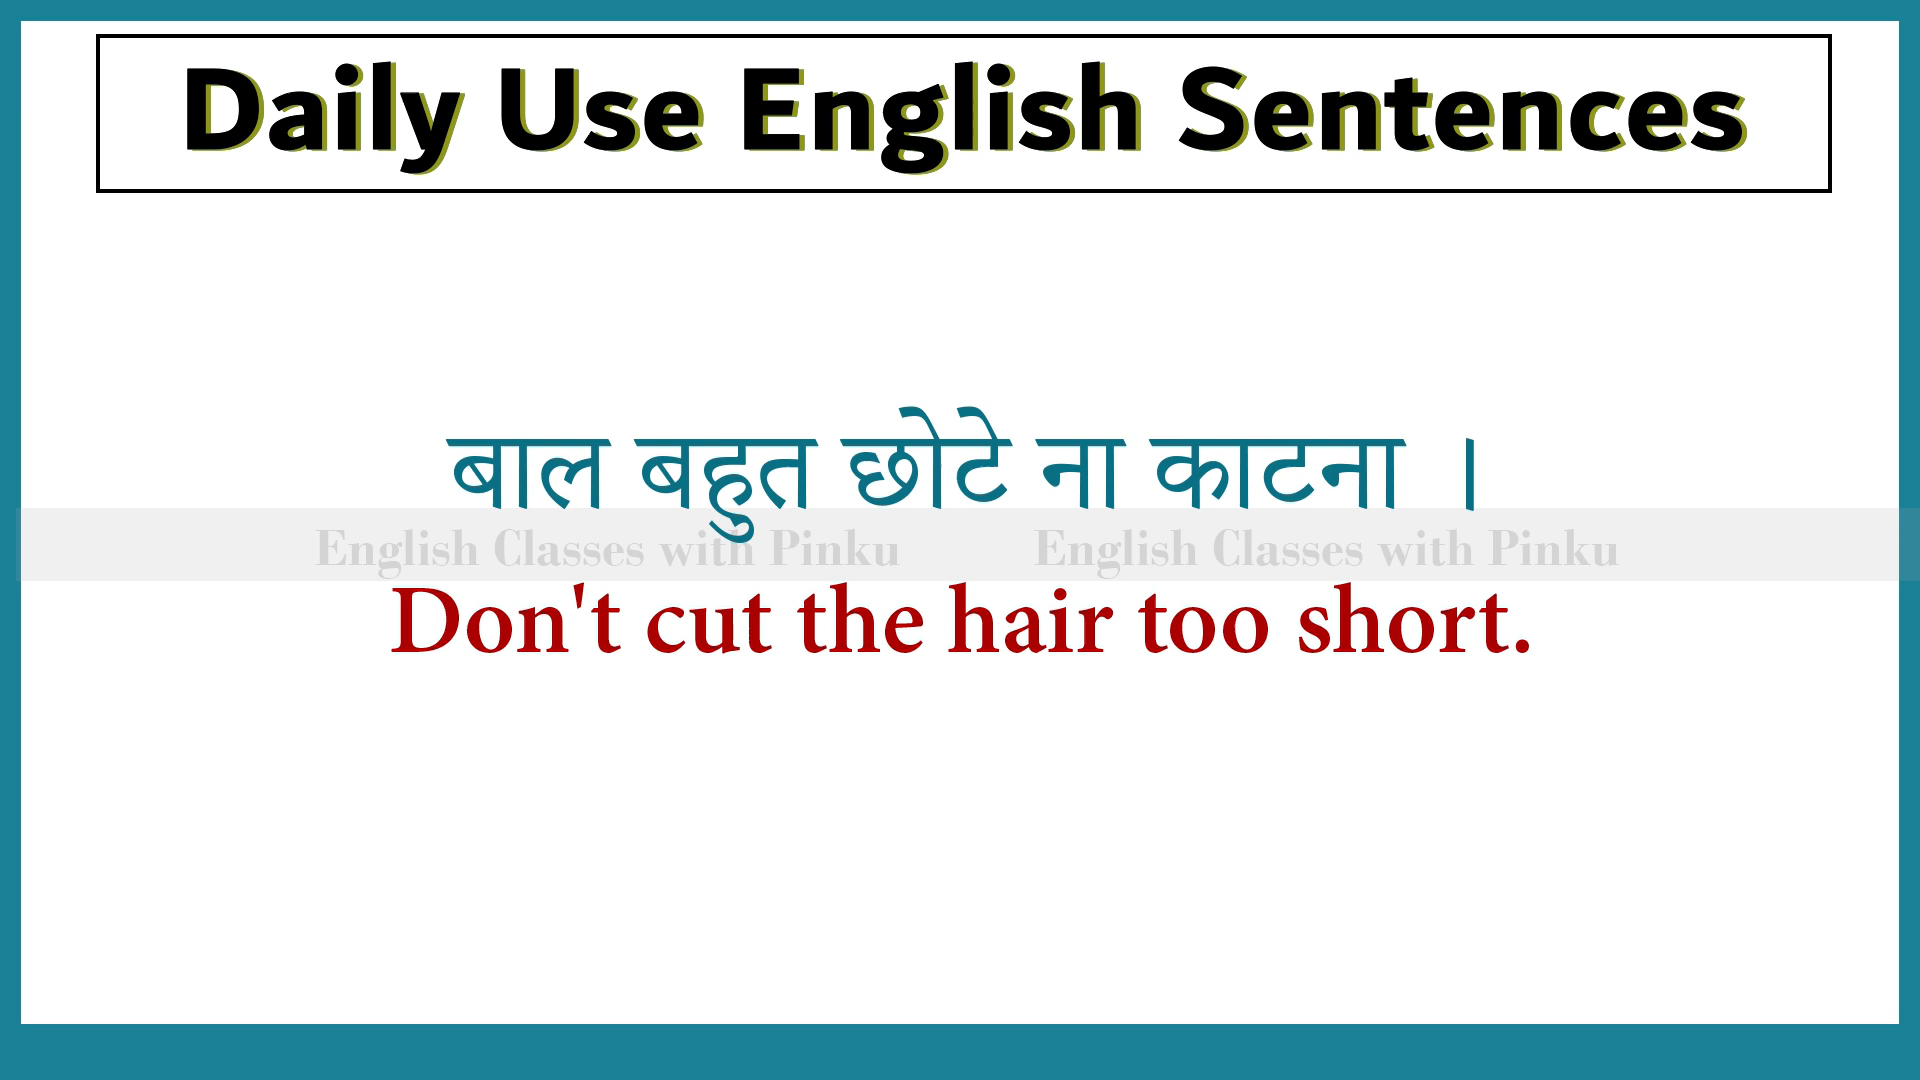 Daily Use English Sentences
बाल बहुत छोटे ना काटना ।
English Classes with Pinku English Classes with Pinku
Don't cut the hair too short.